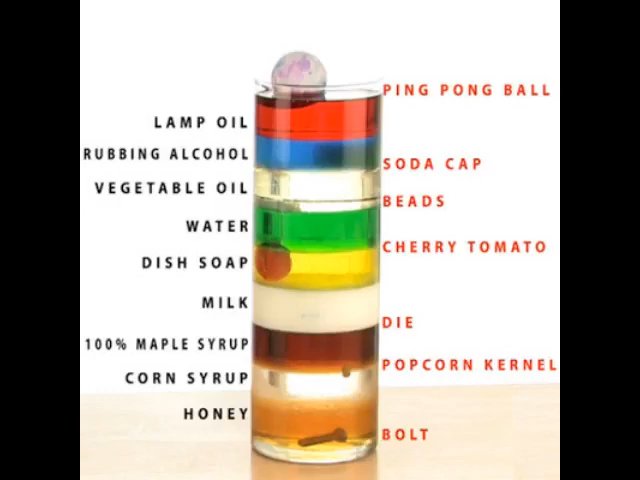 PING PONG BALL
LAMP OIL
RUBBING ALCOHOL
SODA CAP
VEGETABLE OIL
BEADS
WATER
CHERRY TOMATO
DISH SOAP
MILK
DIE
100% MAPLE SYRUP
POPCORN KERNEL
CORN SYRUP
HONEY
BOLT